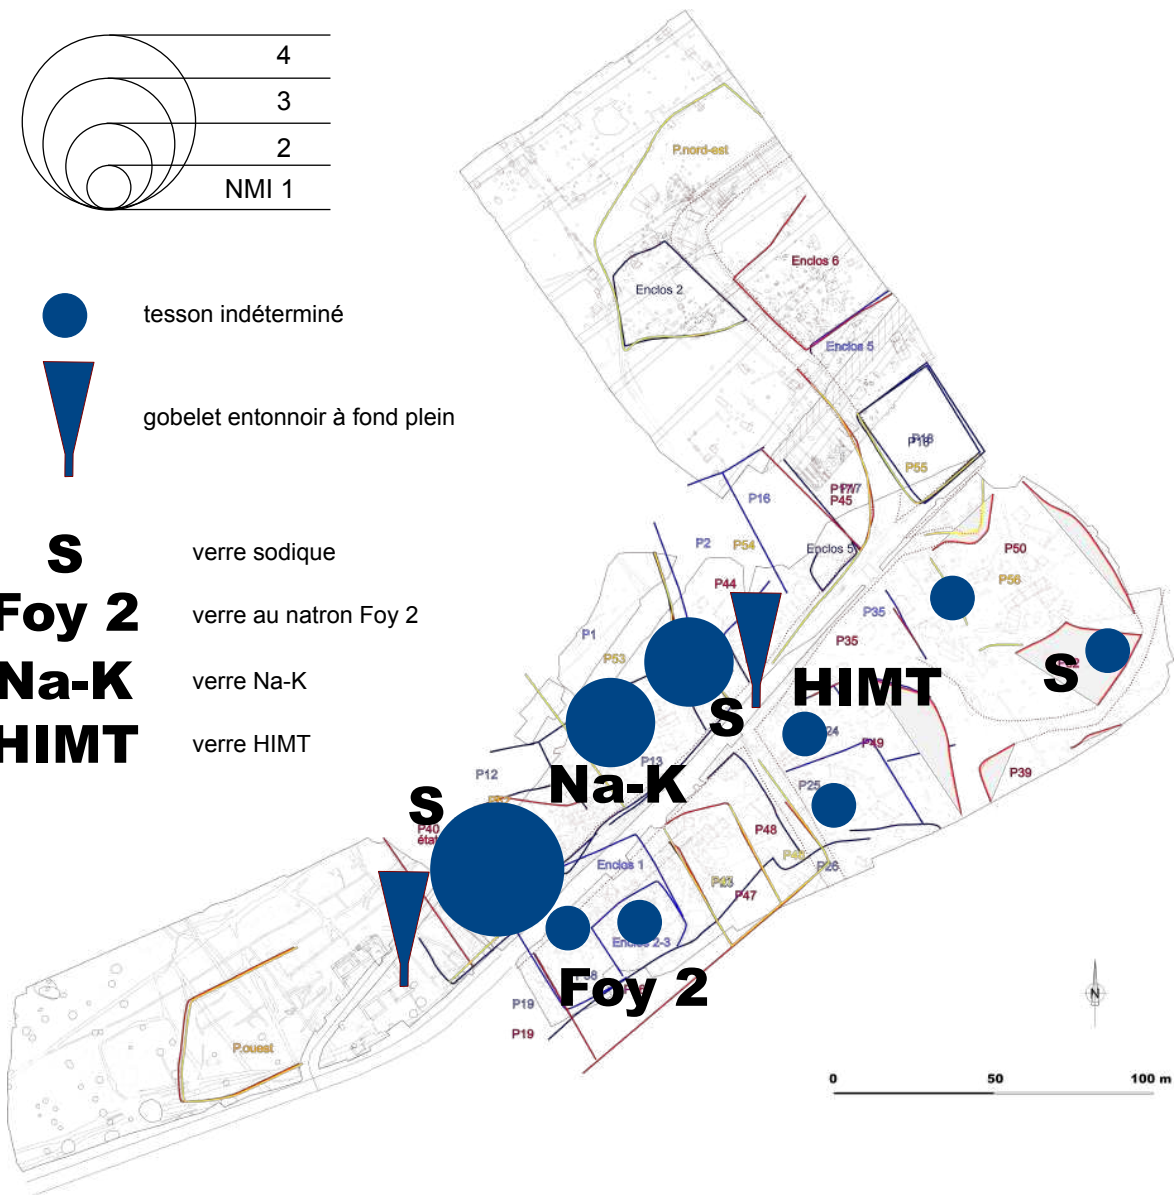 4
3
2
NMI 1
tesson indéterminé
gobelet entonnoir à fond plein
S verre sodique
Foy 2 verre au natron Foy 2
Na-K verre Na-K
HIMT verre HIMT
P.nord-est
Enclos 6
Enclos 2
Enclos 5
P18
P55
P16
P45
P2
P54
Enclos 5
P50
P44
P56
P35
P1
P35
P53
S
HIMT
S
P49
P13
P12
P39
P25
Na-K
S
P40
P48
Enclos 1
P26
P47
Foy 2
P19
P19
P.ouest
N
0 50 100 m